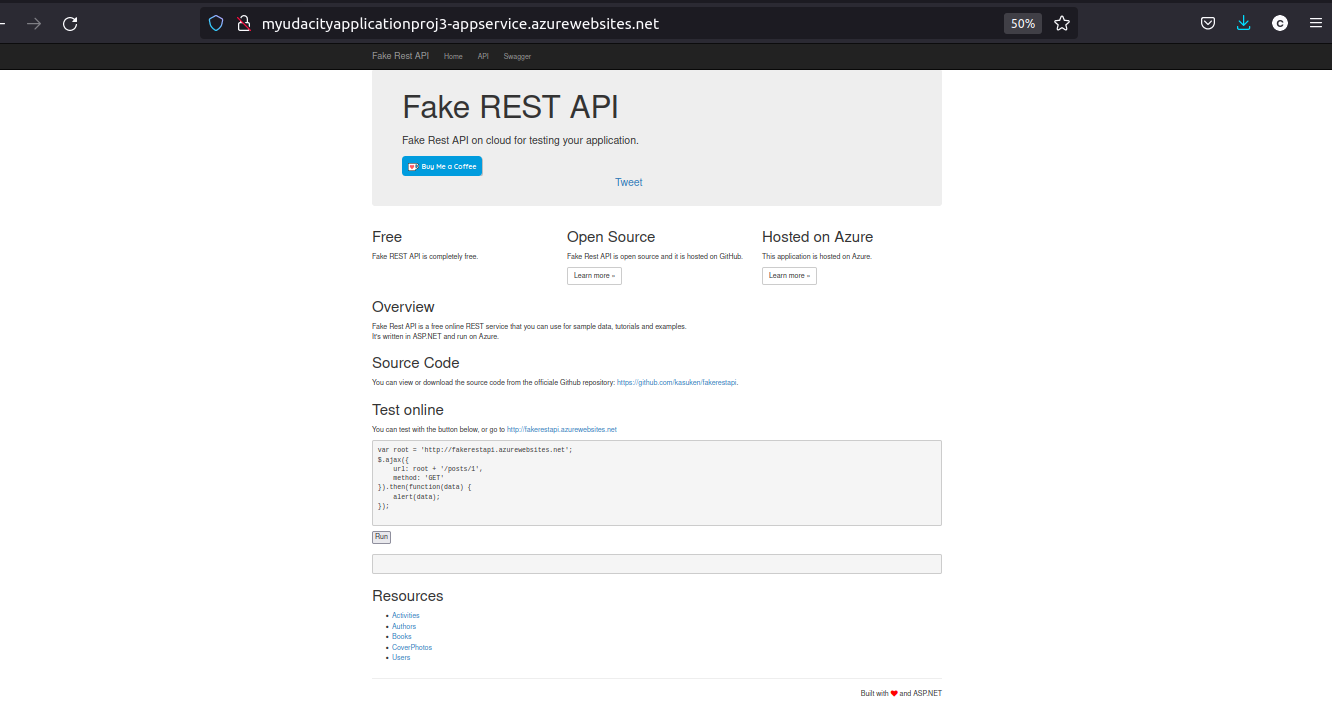 myudacityapplicationproj3-appservice.azurewebsites.net
50%
C
Fake Rest API Home API Swagger
Fake REST API
Fake Rest API on cloud for testing your application.
Buy Me a Coffee
Tweet
Free
Fake REST API is completely free.
Open Source
Fake Rest API is open source and it is hosted on GitHub.
Learn more »
Hosted on Azure
This application is hosted on Azure.
Learn more »
Overview
Fake Rest API is a free online REST service that you can use for sample data, tutorials and examples.
It's written in ASP.NET and run on Azure.
Source Code
You can view or download the source code from the officiale Github repository: https://github.com/kasuken/fakerestapi.
Test online
You can test with the button below, or go to http://fakerestapi.azurewebsites.net
var root = 'http://fakerestapi.azurewebsites.net';
$.ajax({
    url: root + '/posts/1',
    method: 'GET'
}).then(function(data) {
    alert(data);
});
Run
Resources
• Activities
• Authors
• Books
• CoverPhotos
• Users
Built with ❤ and ASP.NET